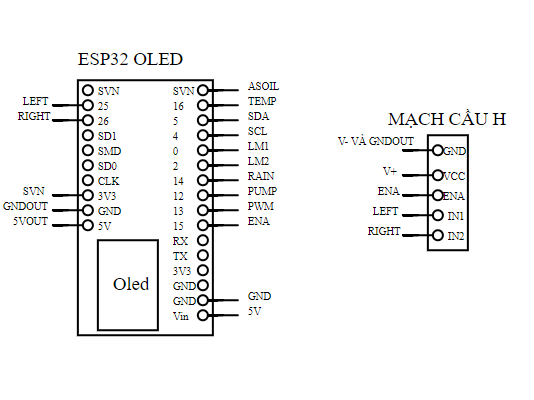 ESP32 OLED
SVN SVN ASOIL
LEFT 25 16 TEMP
RIGHT 26 5 SDA
SD1 4 SCL
SMD 0 LM1
SD0 2 LM2
CLK 14 RAIN
SVN 3V3 12 PUMP
GNDOUT GND 13 PWM
5VOUT 5V 15 ENA
RX
TX
3V3
GND
GND GND
Vin 5V
Oled
MẠCH CẦU H
V- VÀ GNDOUT GND
V+ VCC
ENA ENA
LEFT IN1
RIGHT IN2